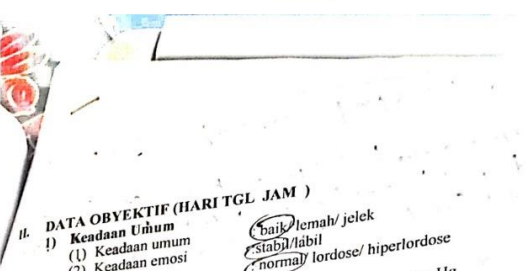 II. DATA OBYEKTIF (HARI TGL JAM )
1) Keadaan Umum
(1) Keadaan umum : baik/ lemah/ jelek
(2) Keadaan emosi : stabil/labil
: normal/ lordose/ hiperlordose
Hg